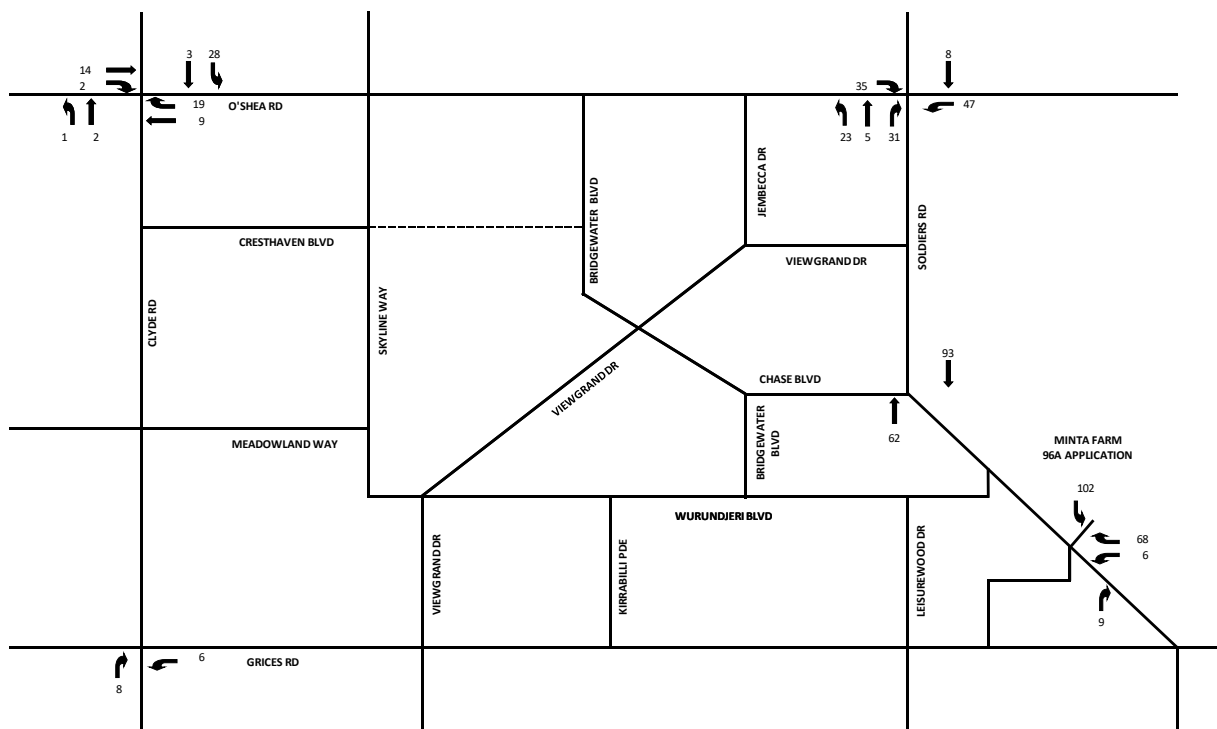 3 28
8
14
2
35
19
9
O'SHEA RD
47
1 2
23 5 31
BRIDGEWATER BLVD
JEMBECCA DR
SOLDIERS RD
CRESTHAVEN BLVD
VIEWGRAND DR
CLYDE RD
SKYLINE WAY
VIEWGRAND DR
93
CHASE BLVD
62
MEADOWLAND WAY
BRIDGEWATER
BLVD
MINTA FARM
96A APPLICATION
102
WURUNDJERI BLVD
68
6
VIEWGRAND DR
KIRRABILLI PDE
LEISUREWOOD DR
9
6
GRICES RD
8